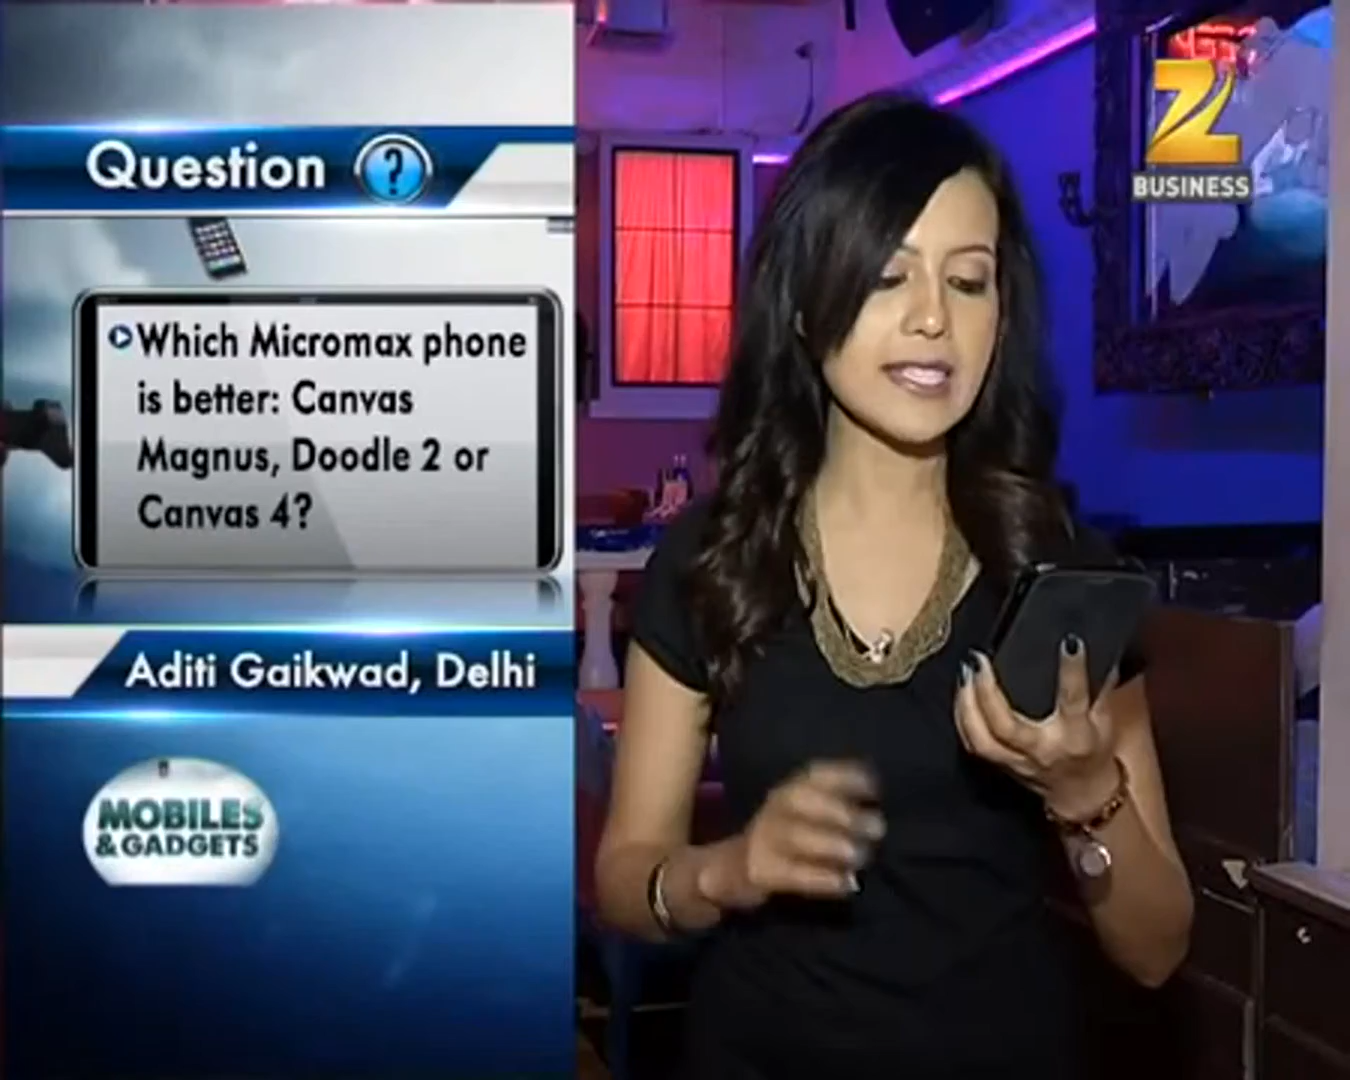 Question ?
Which Micromax phone
is better: Canvas
Magnus, Doodle 2 or
Canvas 4?
Aditi Gaikwad, Delhi
MOBILES
& GADGETS
Z
BUSINESS